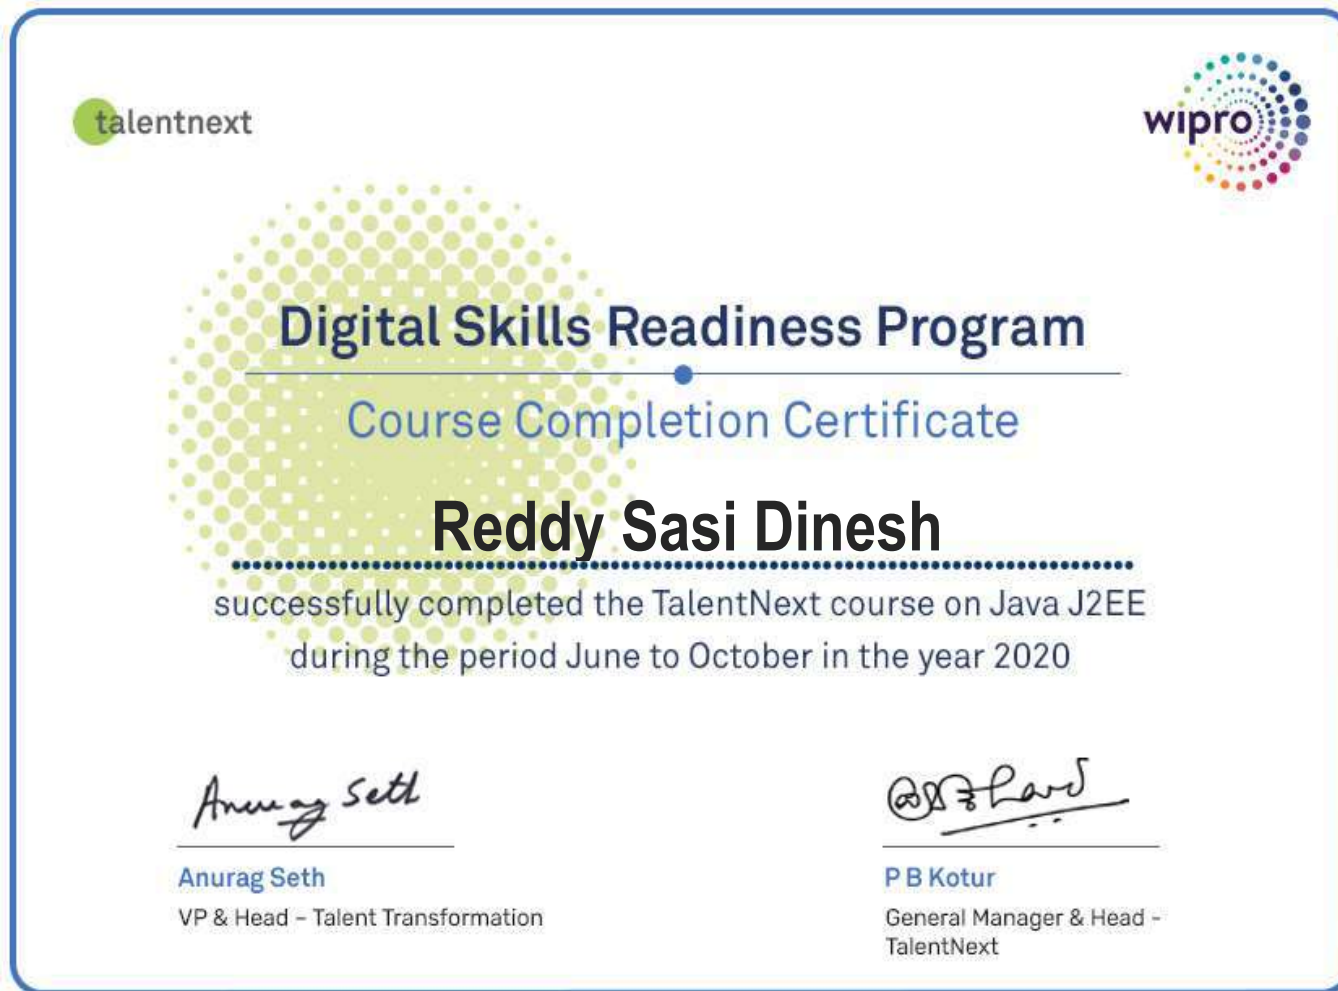 talentnext
wipro
Digital Skills Readiness Program
Course Completion Certificate
Reddy Sasi Dinesh
successfully completed the TalentNext course on Java J2EE
during the period June to October in the year 2020
Anurag Seth
Anurag Seth
VP & Head – Talent Transformation
P B Kotur
General Manager & Head -
TalentNext